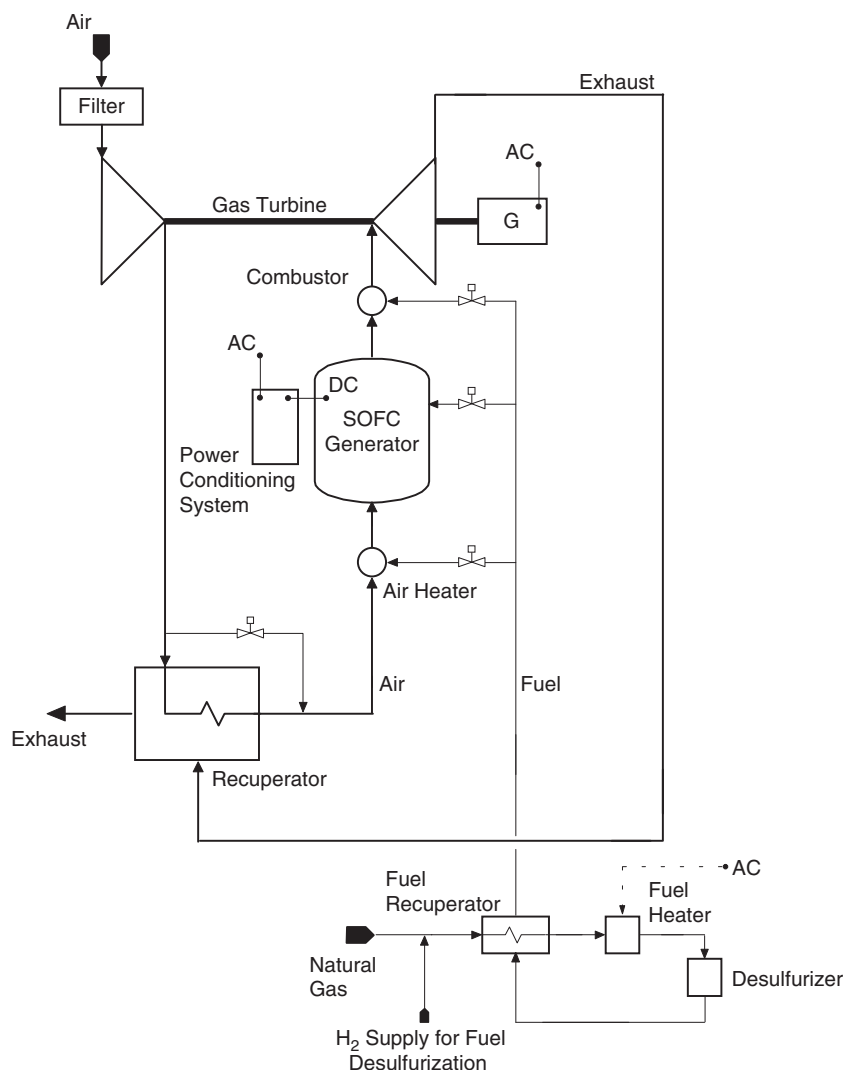 Air
Exhaust
Filter
AC
Gas Turbine
G
Combustor
AC
DC
SOFC
Generator
Power
Conditioning
System
Air Heater
Air
Fuel
Exhaust
Recuperator
AC
Fuel
Recuperator
Fuel
Heater
Natural
Gas
Desulfurizer
H₂ Supply for Fuel
Desulfurization